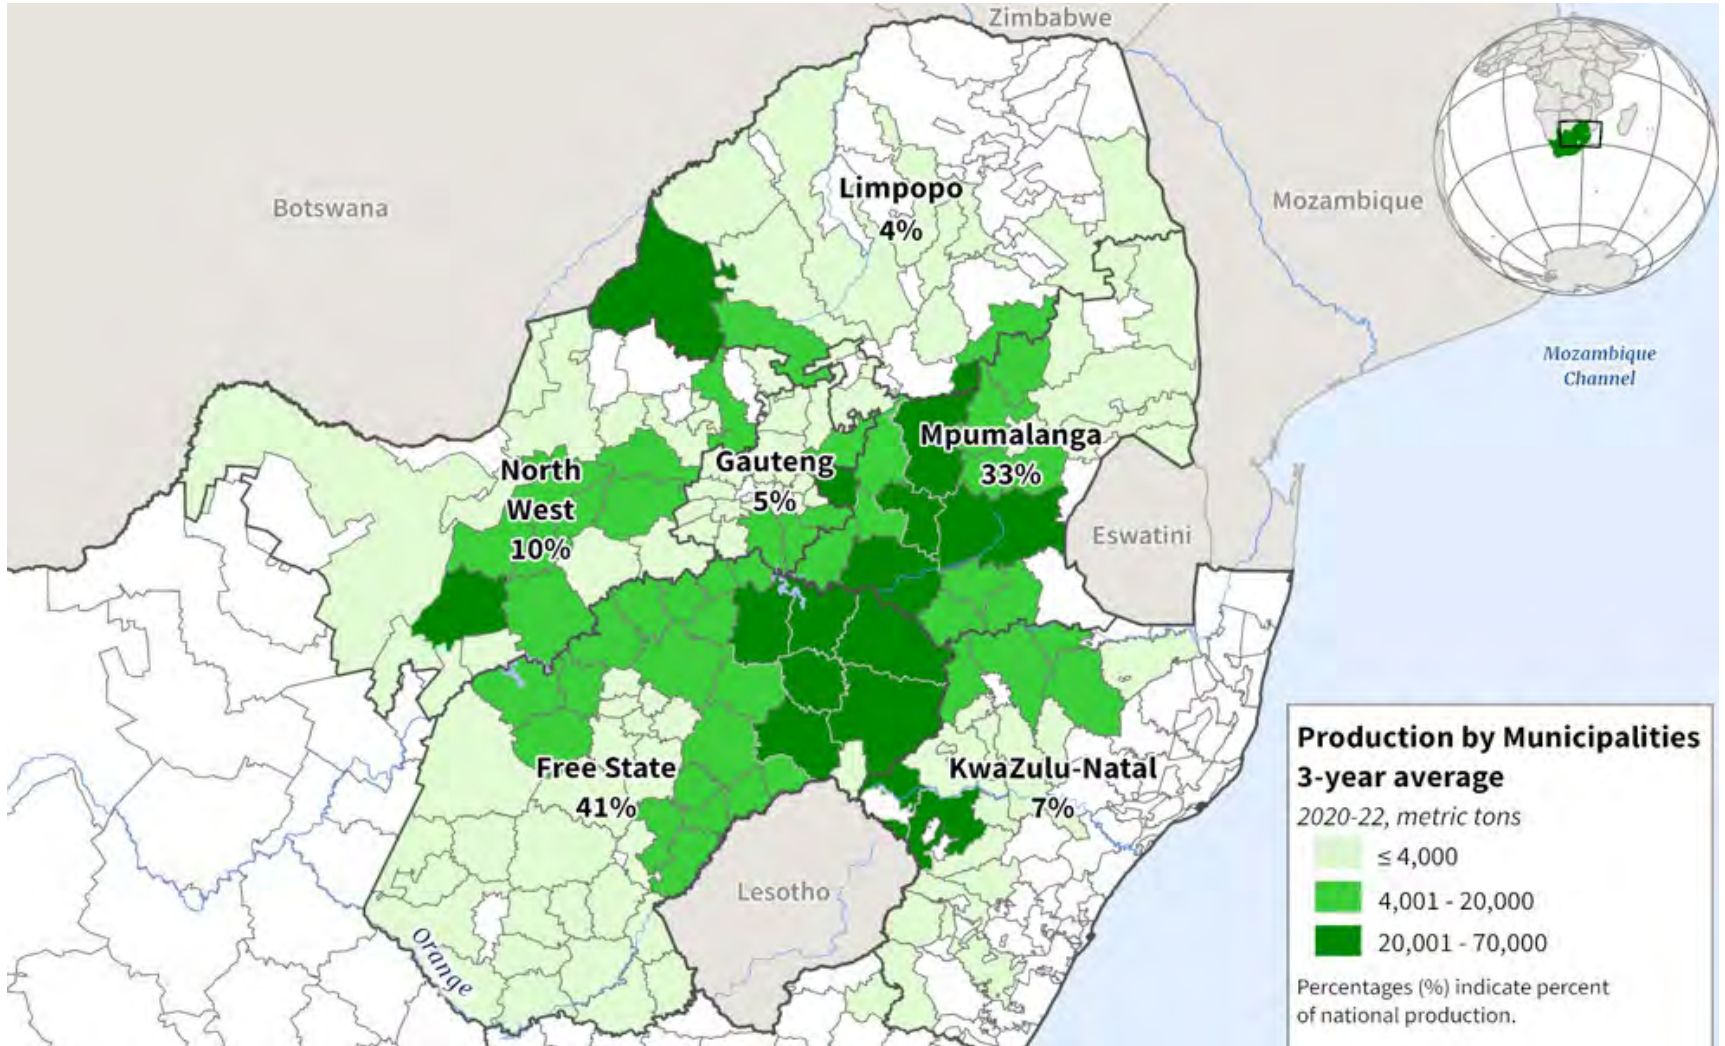 Zimbabwe
Botswana
Mozambique
Limpopo
4%
Mozambique
Channel
Mpumalanga
33%
North
West
10%
Gauteng
5%
Eswatini
Free State
41%
KwaZulu-Natal
7%
Lesotho
Orange
Production by Municipalities
3-year average
2020-22, metric tons
≤ 4,000
4,001 - 20,000
20,001 - 70,000
Percentages (%) indicate percent
of national production.